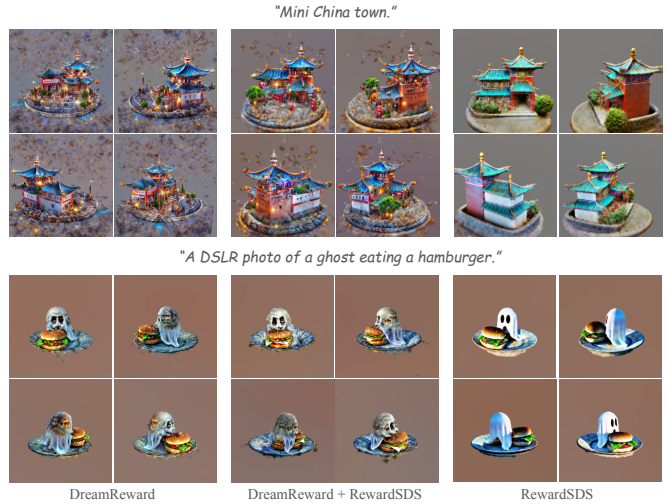 “Mini China town.”
“A DSLR photo of a ghost eating a hamburger.”
DreamReward
DreamReward + RewardSDS
RewardSDS